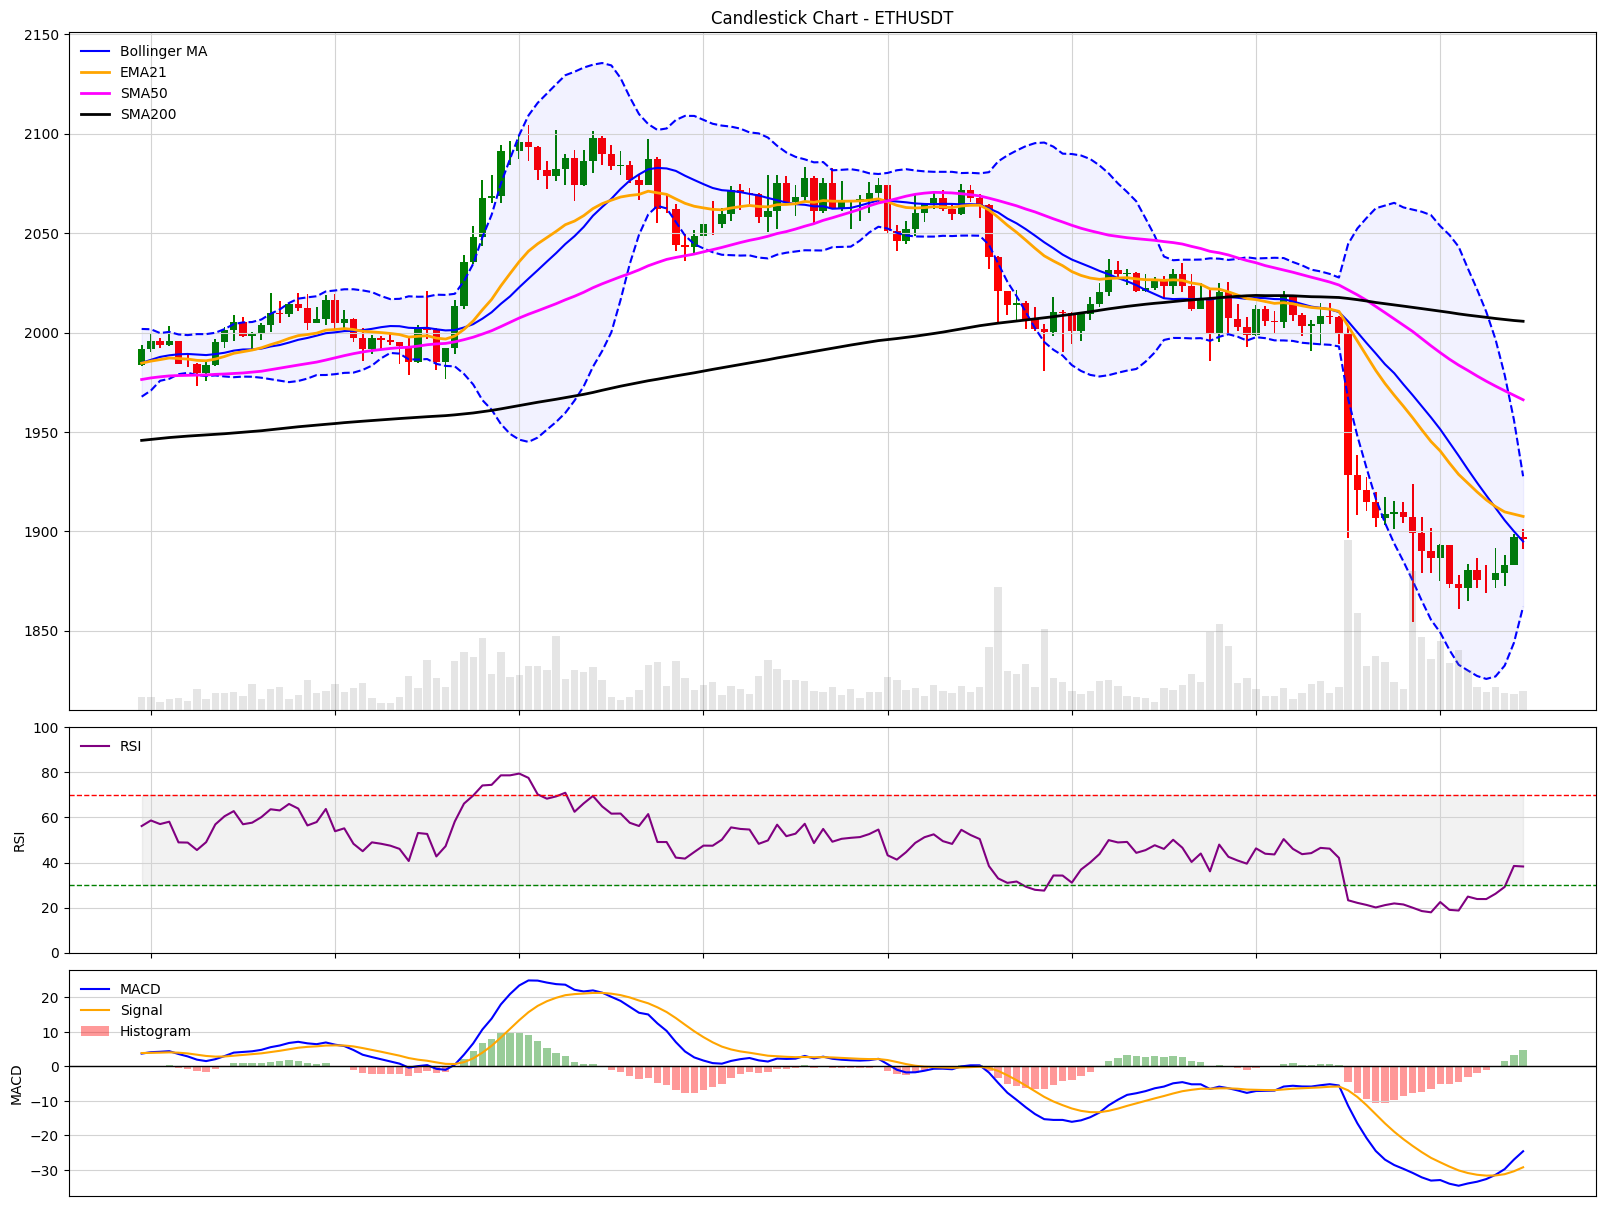 Candlestick Chart - ETHUSDT
2150
2100
2050
2000
1950
1900
1850
Bollinger MA
EMA21
SMA50
SMA200
100
80
60
40
20
0
RSI
RSI
20
10
0
−10
−20
−30
MACD
MACD
Signal
Histogram